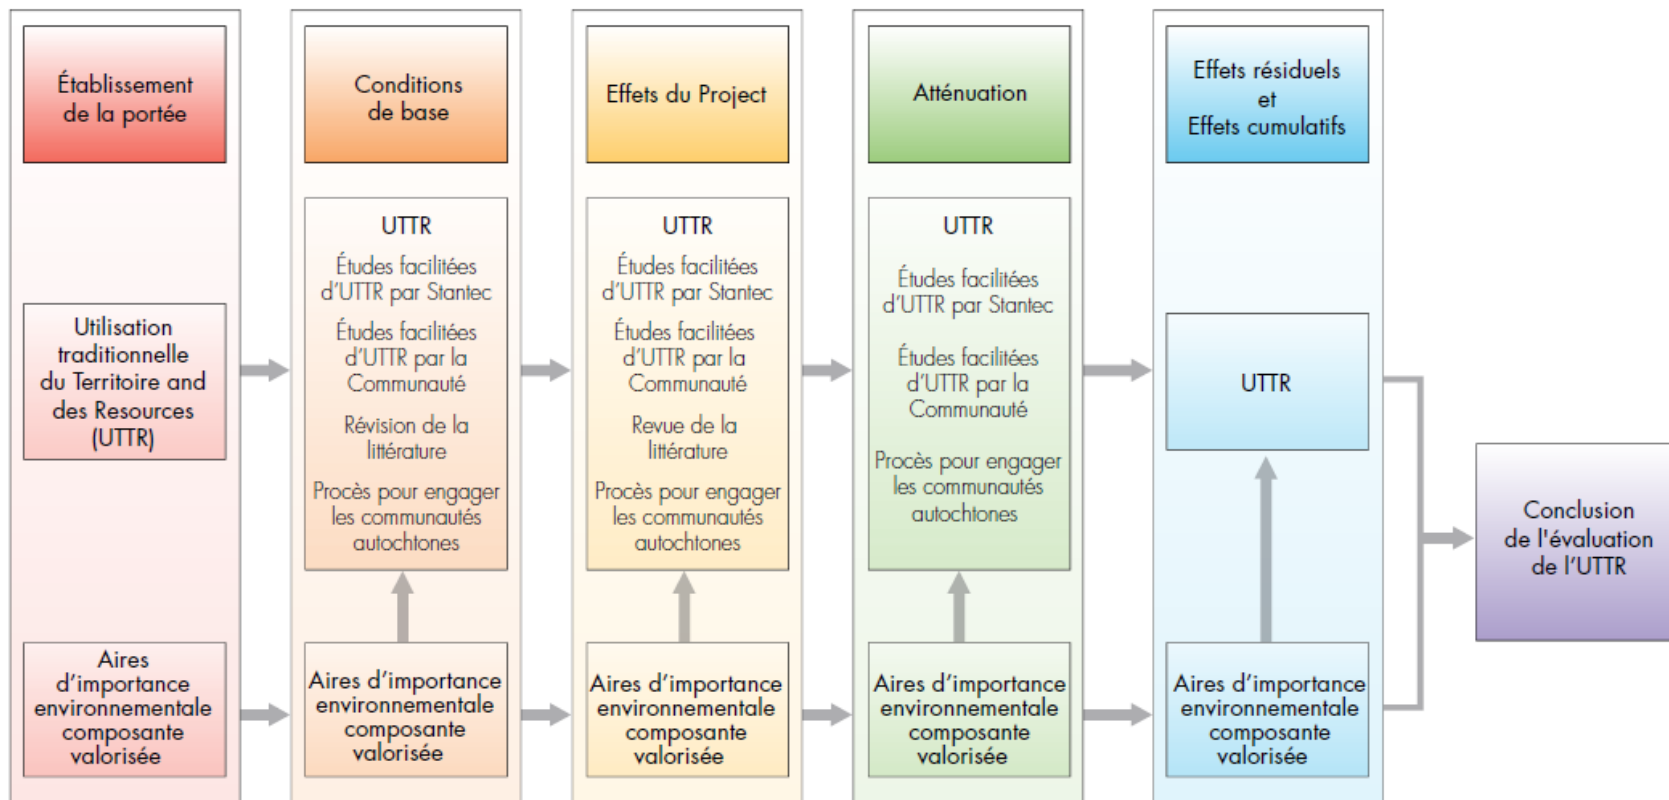 Établissement
de la portée
Conditions
de base
Effets du Project
Atténuation
Effets résiduels
et
Effets cumulatifs
Utilisation
traditionnelle
du Territoire and
des Resources
(UTTR)
UTTR
Études facilitées
d’UTTR par Stantec
Études facilitées
d’UTTR par la
Communauté
Révision de la
littérature
Procès pour engager
les communautés
autochtones
UTTR
Études facilitées
d’UTTR par Stantec
Études facilitées
d’UTTR par la
Communauté
Revue de la
littérature
Procès pour engager
les communautés
autochtones
UTTR
Études facilitées
d’UTTR par Stantec
Études facilitées
d’UTTR par la
Communauté
Procès pour engager
les communautés
autochtones
UTTR
Conclusion
de l'évaluation
de l’UTTR
Aires
d’importance
environnementale
composante
valorisée
Aires d’importance
environnementale
composante
valorisée
Aires d’importance
environnementale
composante
valorisée
Aires d’importance
environnementale
composante
valorisée
Aires d’importance
environnementale
composante
valorisée